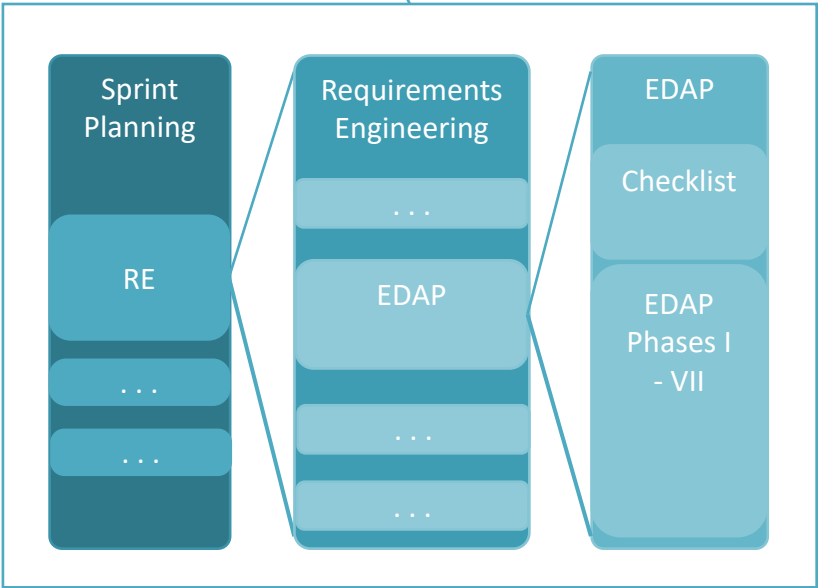 Sprint
Planning
RE
. . .
. . .
Requirements
Engineering
. . .
EDAP
. . .
. . .
EDAP
Checklist
EDAP
Phases I
- VII